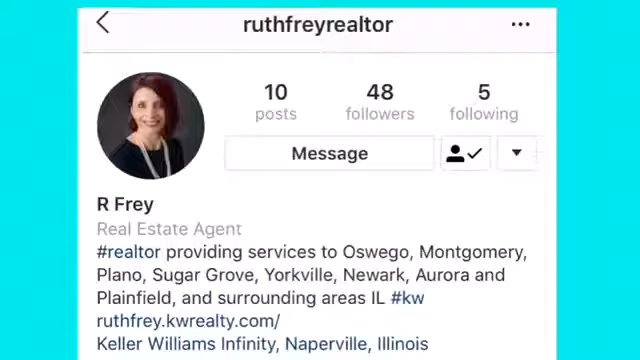 ruthfreyrealtor
10 48 5
posts followers following
Message
R Frey
Real Estate Agent
#realtor providing services to Oswego, Montgomery,
Plano, Sugar Grove, Yorkville, Newark, Aurora and
Plainfield, and surrounding areas IL #kw
ruthfrey.kwrealty.com/
Keller Williams Infinity, Naperville, Illinois